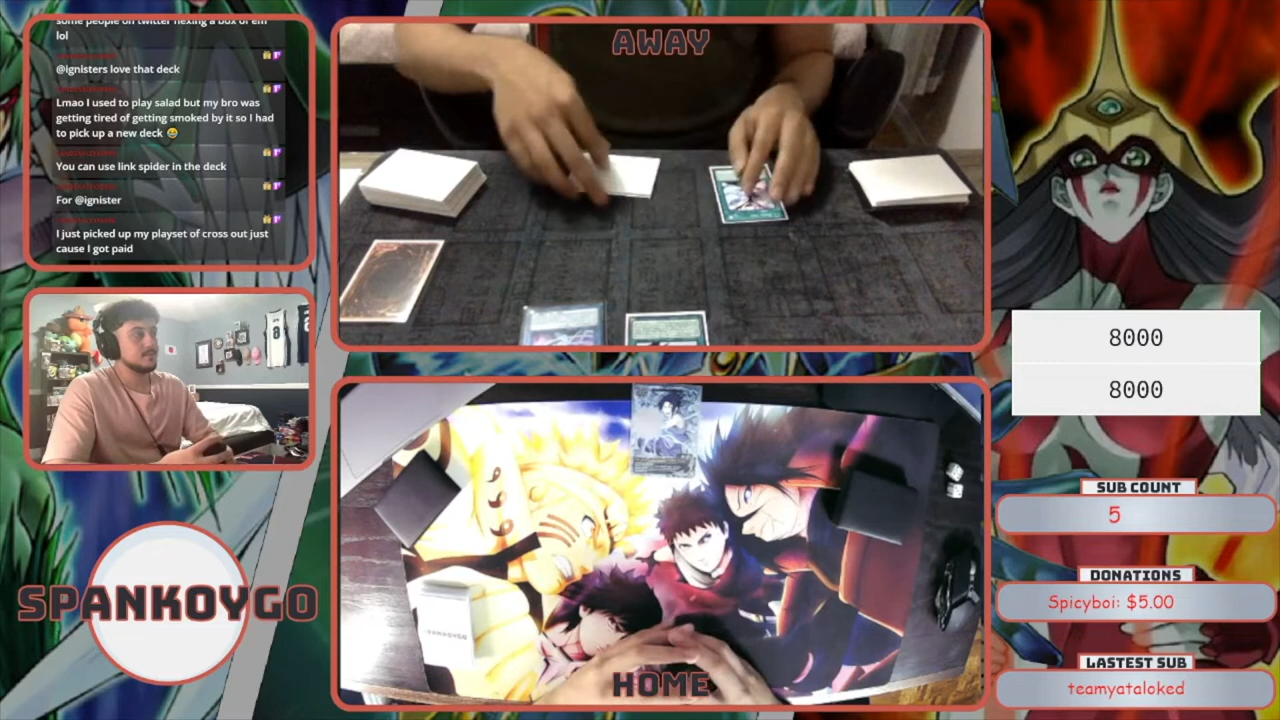 some people on twitter flexing a box of em
lol
@ignisters love that deck
Lmao I used to play salad but my bro was
getting tired of getting smoked by it so I had
to pick up a new deck 😂
You can use link spider in the deck
For @ignister
I just picked up my playset of cross out just
cause I got paid
AWAY
8000
8000
SUB COUNT
5
DONATIONS
Spicyboi: $5.00
LASTEST SUB
teamyataloked
SPANKOYGO
SPANKOYGO
HOME